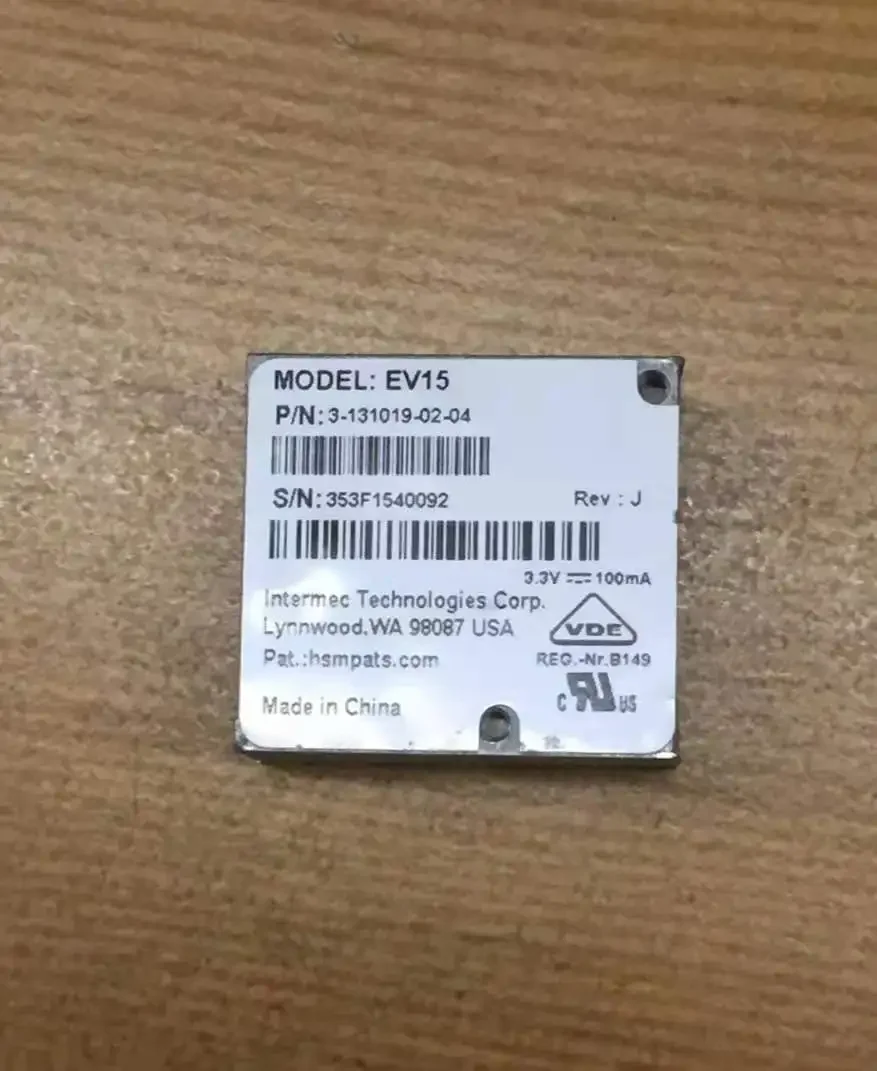 MODEL: EV15
P/N: 3-131019-02-04
S/N: 353F1540092 Rev : J
3.3V ⎓ 100mA
Intermec Technologies Corp.
Lynnwood, WA 98087 USA
VDE
Pat.:hsmpats.com
REG.-Nr.B149
Made in China
C RU US